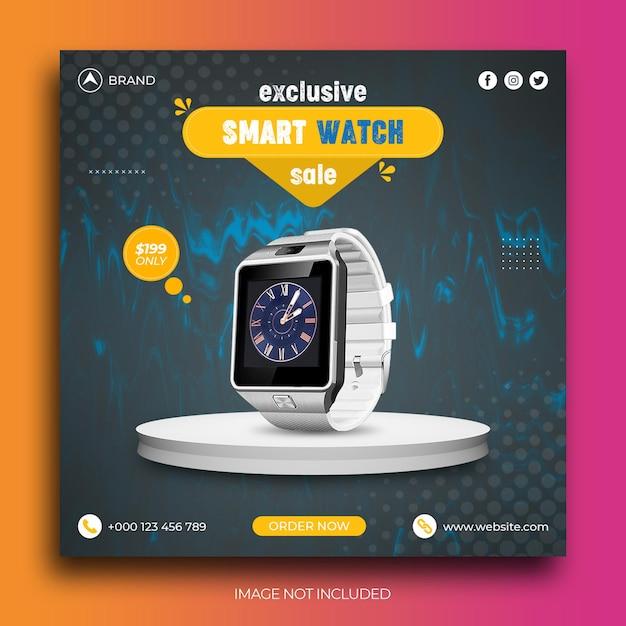 BRAND
exclusive
SMART WATCH
sale
$199
ONLY
+000 123 456 789
ORDER NOW
www.website.com
IMAGE NOT INCLUDED